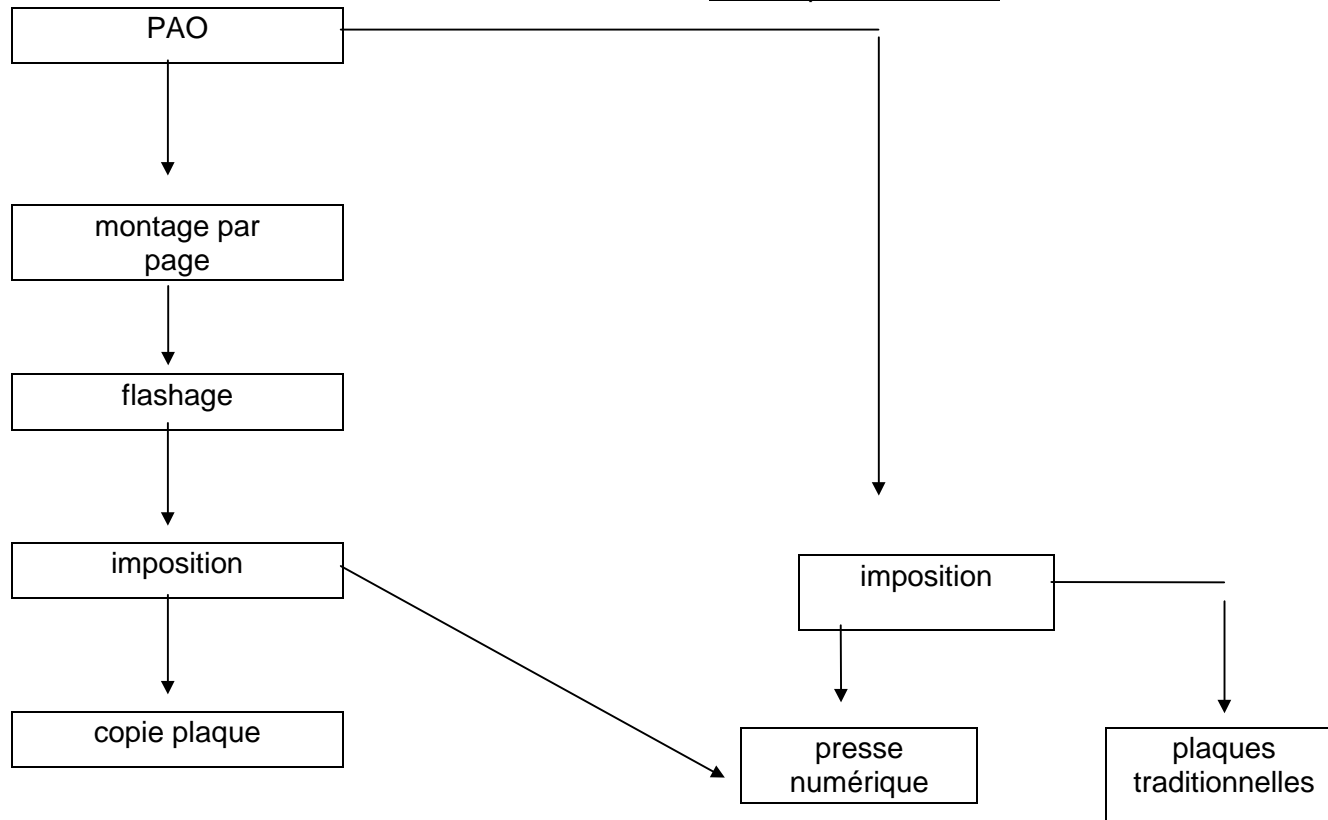 PAO
montage par
page
flashage
imposition
imposition
copie plaque
presse
numérique
plaques
traditionnelles